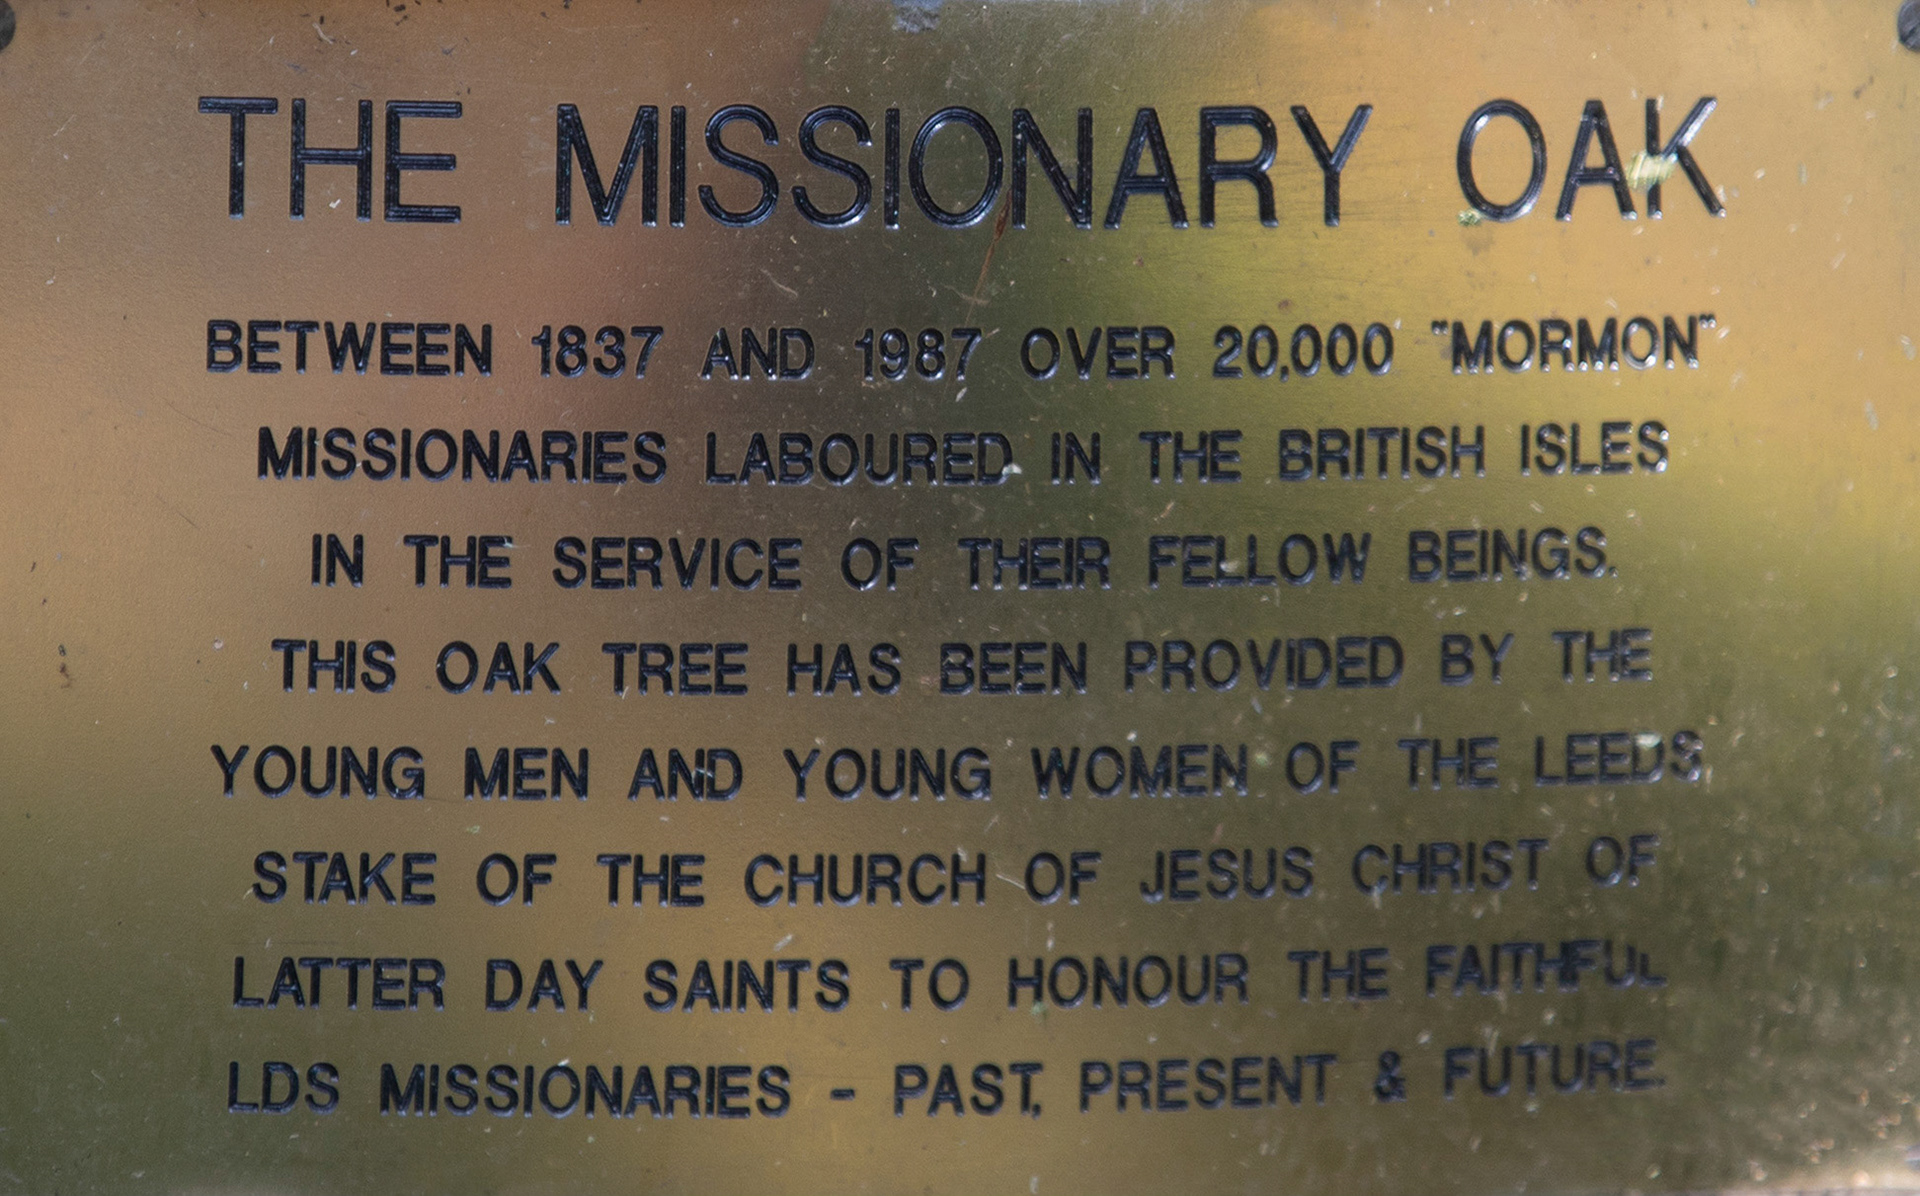 THE MISSIONARY OAK
BETWEEN 1837 AND 1987 OVER 20,000 "MORMON"
MISSIONARIES LABOURED IN THE BRITISH ISLES
IN THE SERVICE OF THEIR FELLOW BEINGS.
THIS OAK TREE HAS BEEN PROVIDED BY THE
YOUNG MEN AND YOUNG WOMEN OF THE LEEDS
STAKE OF THE CHURCH OF JESUS CHRIST OF
LATTER DAY SAINTS TO HONOUR THE FAITHFUL
LDS MISSIONARIES - PAST, PRESENT & FUTURE.